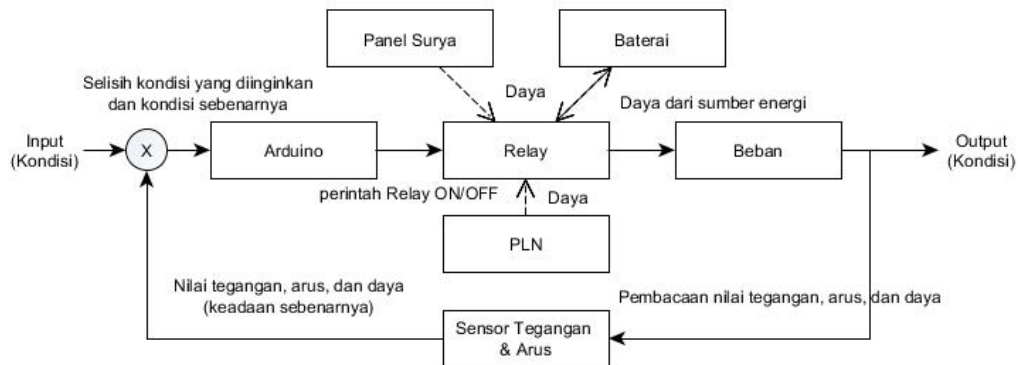 Panel Surya
Baterai
Selisih kondisi yang diinginkan
dan kondisi sebenarnya
Daya
Daya dari sumber energi
Input
(Kondisi)
X
Arduino
Relay
Beban
Output
(Kondisi)
perintah Relay ON/OFF
Daya
PLN
Nilai tegangan, arus, dan daya
(keadaan sebenarnya)
Pembacaan nilai tegangan, arus, dan daya
Sensor Tegangan
& Arus